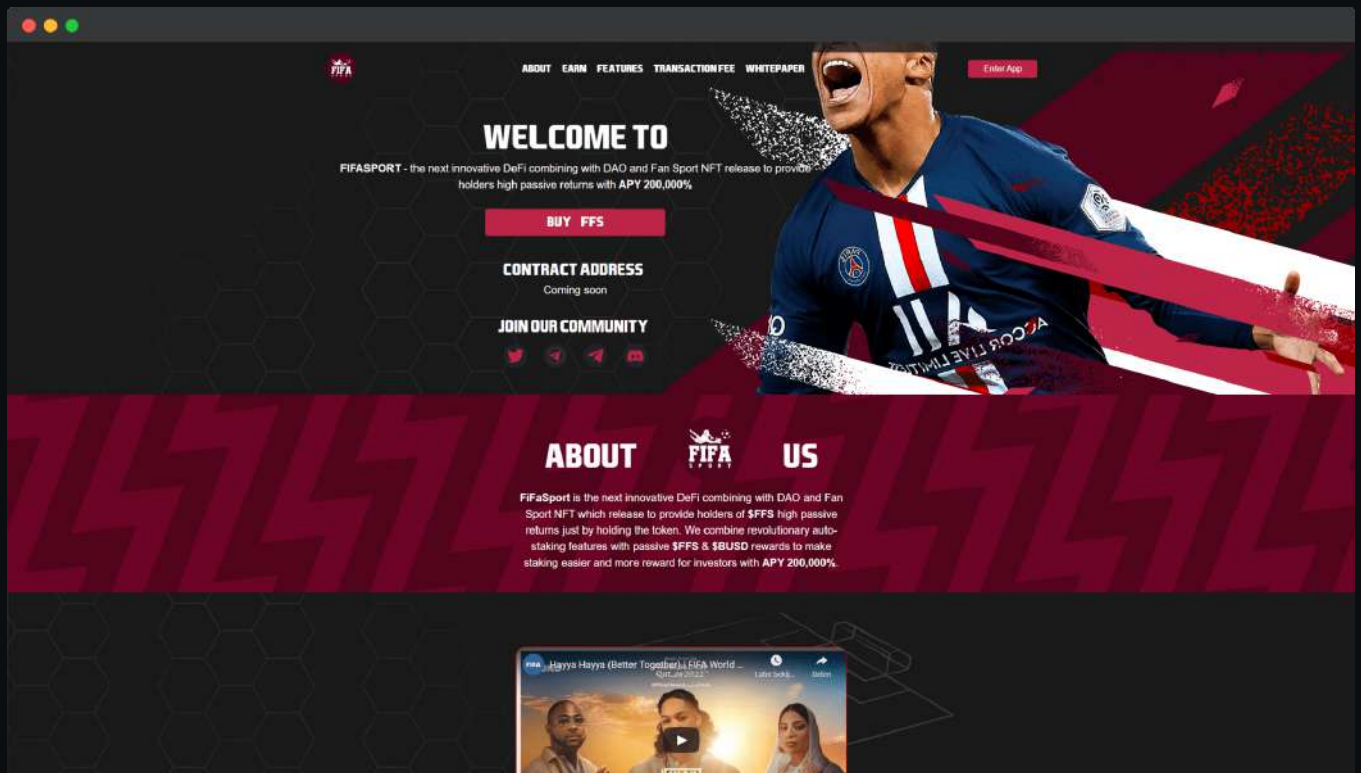 FIFA
ABOUT EARN FEATURES TRANSACTION FEE WHITEPAPER
Enter App
WELCOME TO
FIFASPORT - the next innovative DeFi combining with DAO and Fan Sport NFT release to provide
holders high passive returns with APY 200,000%
BUY FFS
CONTRACT ADDRESS
Coming soon
JOIN OUR COMMUNITY
PARIS
ACCOR LIVE LIMIT
ABOUT FIFA SPORT US
FiFaSport is the next innovative DeFi combining with DAO and Fan
Sport NFT which release to provide holders of $FFS high passive
returns just by holding the token. We combine revolutionary auto-
staking features with passive $FFS & $BUSD rewards to make
staking easier and more reward for investors with APY 200,000%.
FIFA Hayya Hayya (Better Together) | FIFA World ...